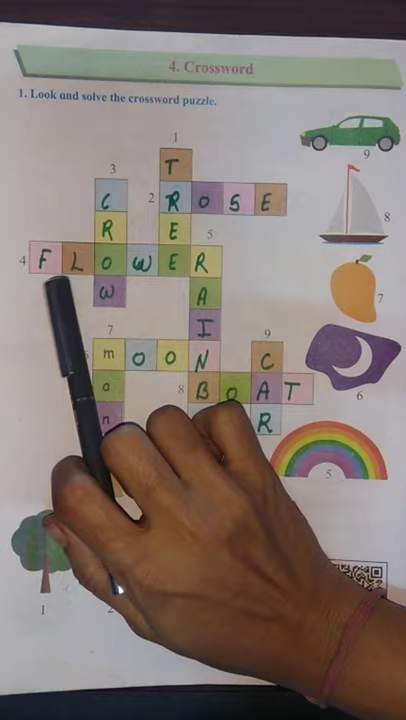 4. Crossword
1. Look and solve the crossword puzzle.
1
T
3
C 2 R O S E
R E 5
4 F L O W E R
W A
I
7 9
m O O N C
a 8 B O A T
n R
9
8
7
6
5
1
2